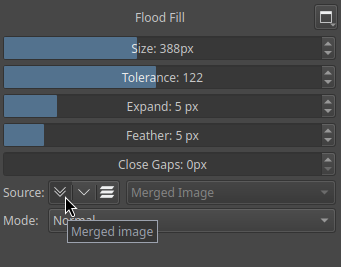 Flood Fill
Size: 388px
Tolerance: 122
Expand: 5 px
Feather: 5 px
Close Gaps: 0px
Source: Merged Image
Mode: Normal
Merged image